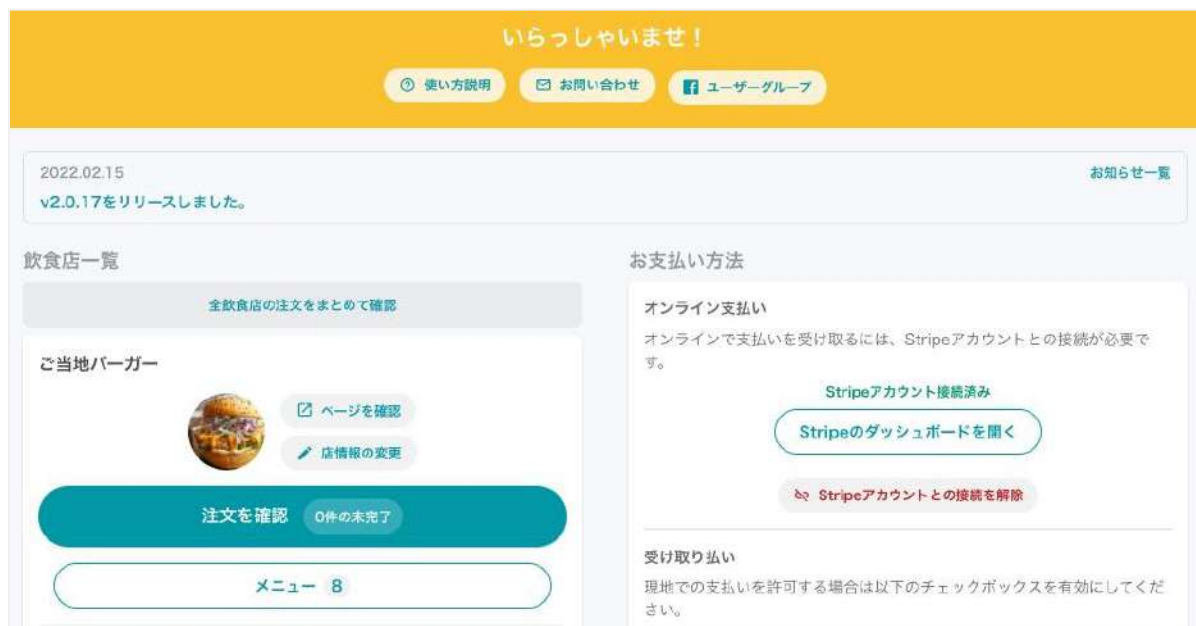 いらっしゃいませ！
使い方説明
お問い合わせ
ユーザーグループ
2022.02.15
お知らせ一覧
v2.0.17をリリースしました。
飲食店一覧
全飲食店の注文をまとめて確認
ご当地バーガー
ページを確認
店情報の変更
注文を確認 0件の未完了
メニュー 8
お支払い方法
オンライン支払い
オンラインで支払いを受け取るには、Stripeアカウントとの接続が必要で
す。
Stripeアカウント接続済み
Stripeのダッシュボードを開く
Stripeアカウントとの接続を解除
受け取り払い
現地での支払いを許可する場合は以下のチェックボックスを有効にしてくだ
さい。